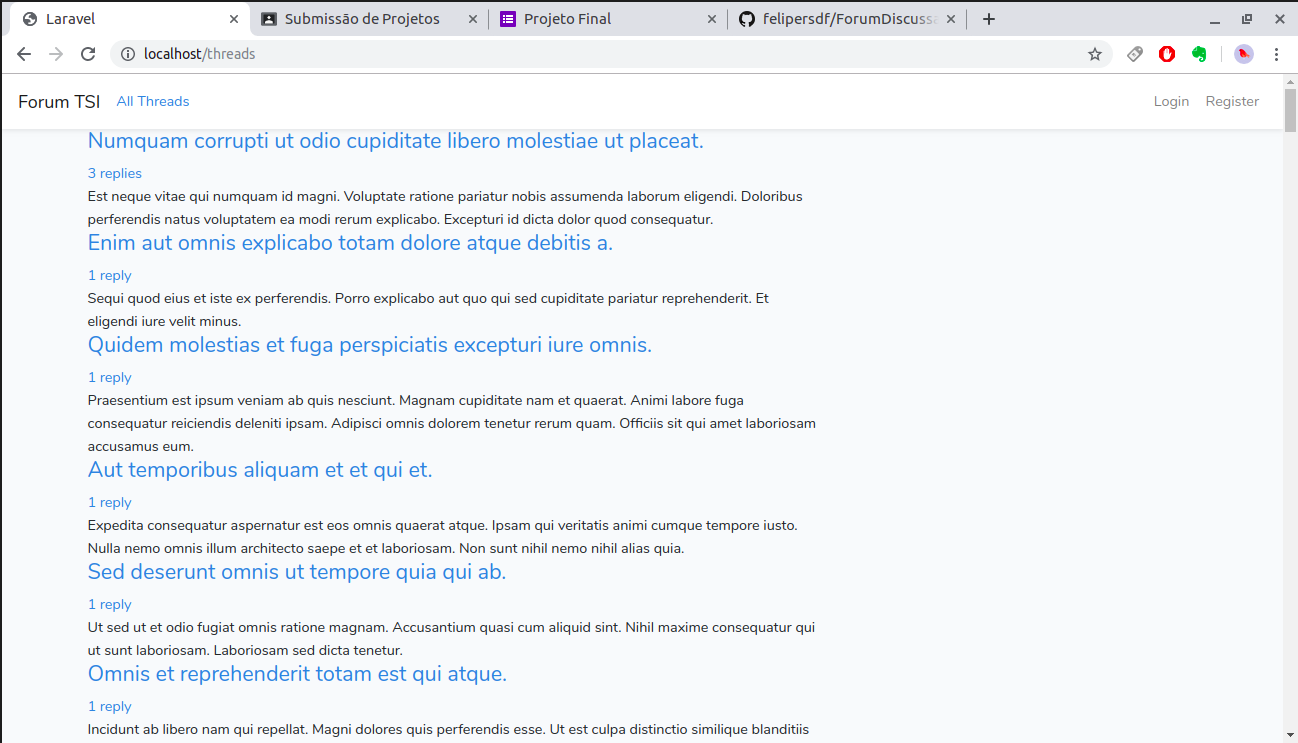 Laravel
Submissão de Projetos
Projeto Final
felipersdf/ForumDiscuss
localhost/threads
Forum TSI
All Threads
Login
Register
Numquam corrupti ut odio cupiditate libero molestiae ut placeat.
3 replies
Est neque vitae qui numquam id magni. Voluptate ratione pariatur nobis assumenda laborum eligendi. Doloribus
perferendis natus voluptatem ea modi rerum explicabo. Excepturi id dicta dolor quod consequatur.
Enim aut omnis explicabo totam dolore atque debitis a.
1 reply
Sequi quod eius et iste ex perferendis. Porro explicabo aut quo qui sed cupiditate pariatur reprehenderit. Et
eligendi iure velit minus.
Quidem molestias et fuga perspiciatis excepturi iure omnis.
1 reply
Praesentium est ipsum veniam ab quis nesciunt. Magnam cupiditate nam et quaerat. Animi labore fuga
consequatur reiciendis deleniti ipsam. Adipisci omnis dolorem tenetur rerum quam. Officiis sit qui amet laboriosam
accusamus eum.
Aut temporibus aliquam et et qui et.
1 reply
Expedita consequatur aspernatur est eos omnis quaerat atque. Ipsam qui veritatis animi cumque tempore iusto.
Nulla nemo omnis illum architecto saepe et et laboriosam. Non sunt nihil nemo nihil alias quia.
Sed deserunt omnis ut tempore quia qui ab.
1 reply
Ut sed ut et odio fugiat omnis ratione magnam. Accusantium quasi cum aliquid sint. Nihil maxime consequatur qui
ut sunt laboriosam. Laboriosam sed dicta tenetur.
Omnis et reprehenderit totam est qui atque.
1 reply
Incidunt ab libero nam qui repellat. Magni dolores quis perferendis esse. Ut est culpa distinctio similique blanditiis